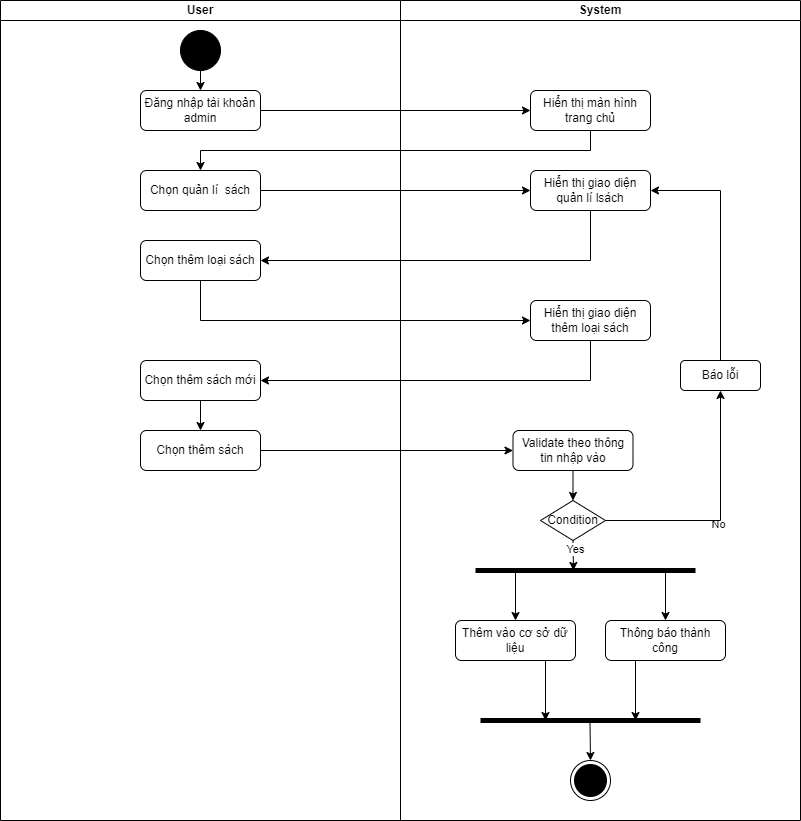 User
System
Đăng nhập tài khoản
admin
Hiển thị màn hình
trang chủ
Chọn quản lí sách
Hiển thị giao diện
quản lí lsách
Chọn thêm loại sách
Hiển thị giao diện
thêm loại sách
Chọn thêm sách mới
Báo lỗi
Chọn thêm sách
Validate theo thông
tin nhập vào
Condition
No
Yes
Thêm vào cơ sở dữ
liệu
Thông báo thành
công